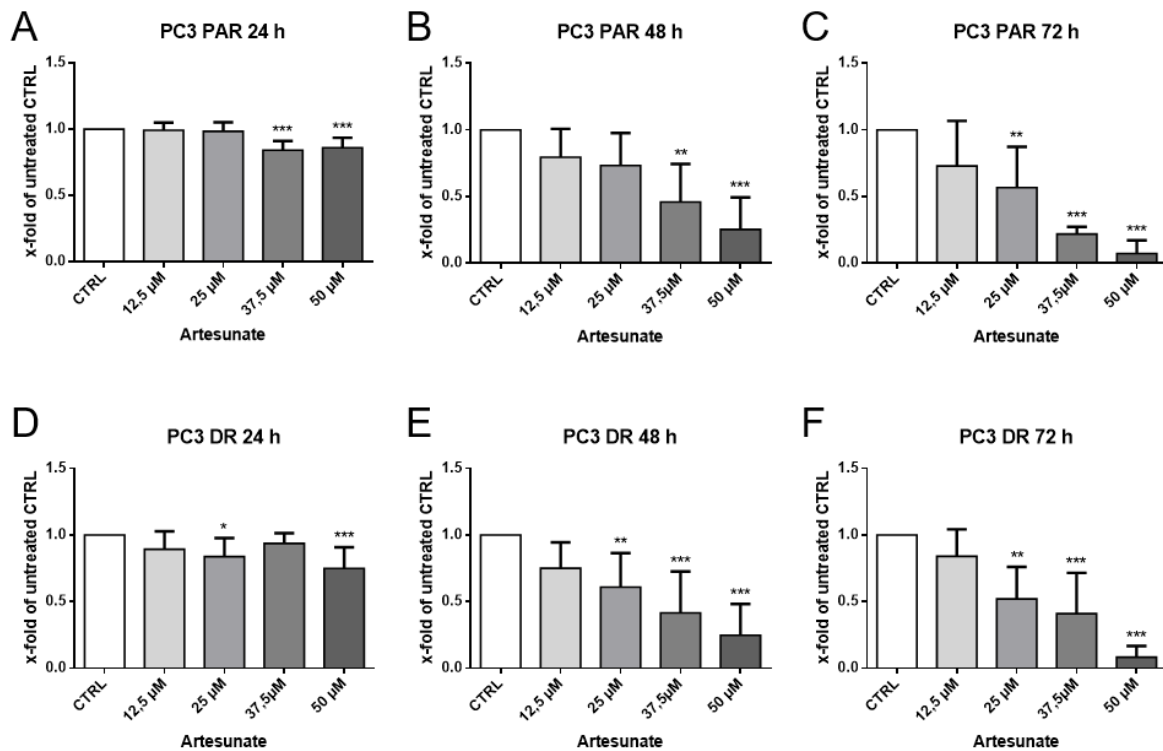 A
PC3 PAR 24 h
x-fold of untreated CTRL
1.5
1.0
0.5
0.0
***
***
CTRL
12,5 µM
25 µM
37,5 µM
50 µM
Artesunate
B
PC3 PAR 48 h
x-fold of untreated CTRL
1.5
1.0
0.5
0.0
**
***
CTRL
12,5 µM
25 µM
37,5 µM
50 µM
Artesunate
C
PC3 PAR 72 h
x-fold of untreated CTRL
1.5
1.0
0.5
0.0
**
***
***
CTRL
12,5 µM
25 µM
37,5µM
50 µM
Artesunate
D
PC3 DR 24 h
x-fold of untreated CTRL
1.5
1.0
0.5
0.0
*
***
CTRL
12,5 µM
25 µM
37,5µM
50 µM
Artesunate
E
PC3 DR 48 h
x-fold of untreated CTRL
1.5
1.0
0.5
0.0
**
***
***
CTRL
12,5 µM
25 µM
37,5µM
50 µM
Artesunate
F
PC3 DR 72 h
x-fold of untreated CTRL
1.5
1.0
0.5
0.0
**
***
***
CTRL
12,5 µM
25 µM
37,5µM
50 µM
Artesunate